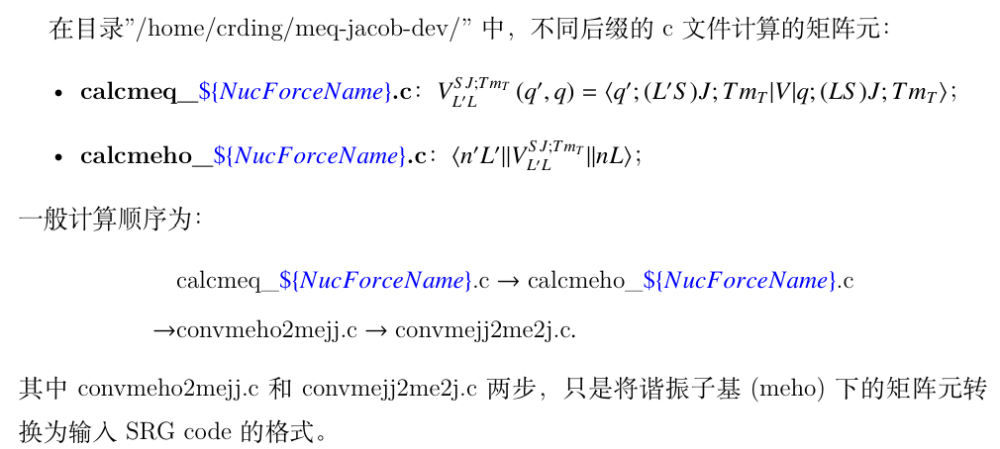 在目录”/home/crding/meq-jacob-dev/” 中，不同后缀的 c 文件计算的矩阵元：
• calcmeq_${NucForceName}.c：$V_{L'L}^{SJ;Tm_T}(q', q) = \langle q'; (L'S)J; Tm_T|V|q; (LS)J; Tm_T\rangle$；
• calcmeho_${NucForceName}.c：$\langle n'L'\|V_{L'L}^{SJ;Tm_T}\|nL\rangle$；
一般计算顺序为：
calcmeq_${NucForceName}.c → calcmeho_${NucForceName}.c
→convmeho2mejj.c → convmejj2me2j.c.
其中 convmeho2mejj.c 和 convmejj2me2j.c 两步，只是将谐振子基 (meho) 下的矩阵元转
换为输入 SRG code 的格式。